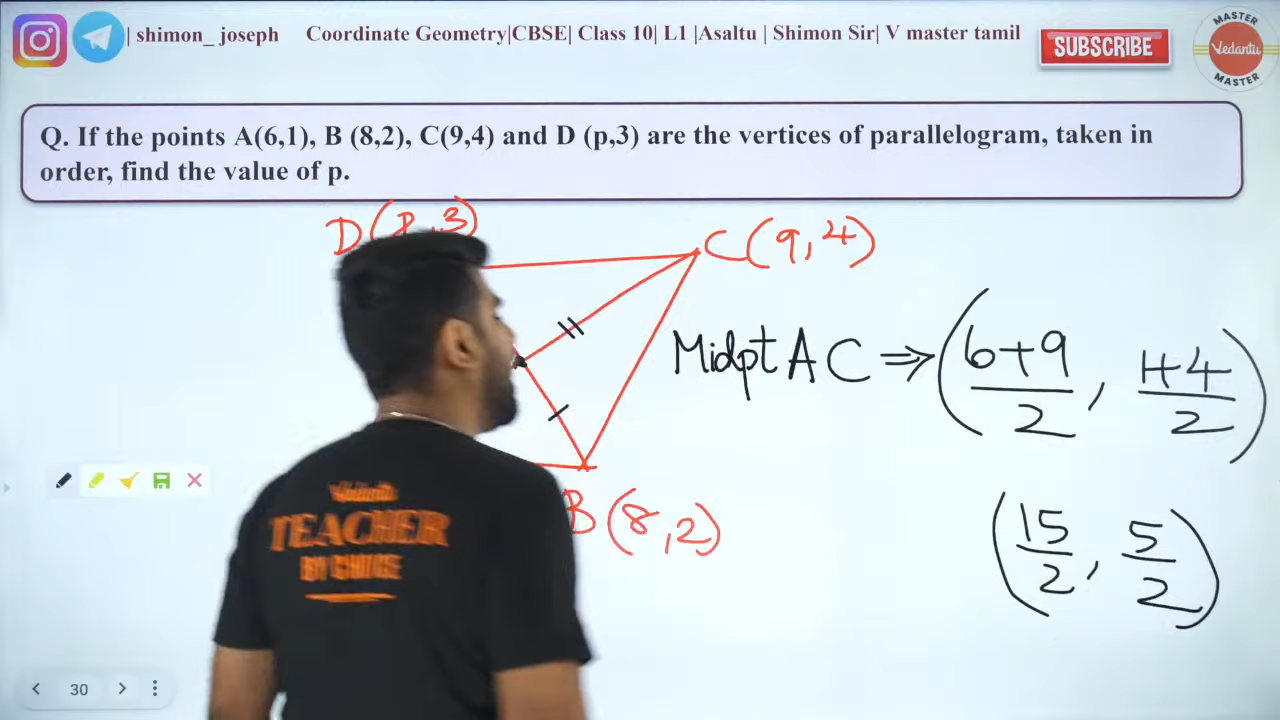 | shimon_ joseph Coordinate Geometry|CBSE| Class 10| L1 |Asaltu | Shimon Sir| V master tamil
SUBSCRIBE
MASTER
Vedantu
MASTER
Q. If the points A(6,1), B (8,2), C(9,4) and D (p,3) are the vertices of parallelogram, taken in
order, find the value of p.
D(P,3)
C(9,4)
Midpt AC ⇒ (6+9/2, 1+4/2)
B(8,2)
(15/2, 5/2)
Vedantu
TEACHER
BY CHOICE
30